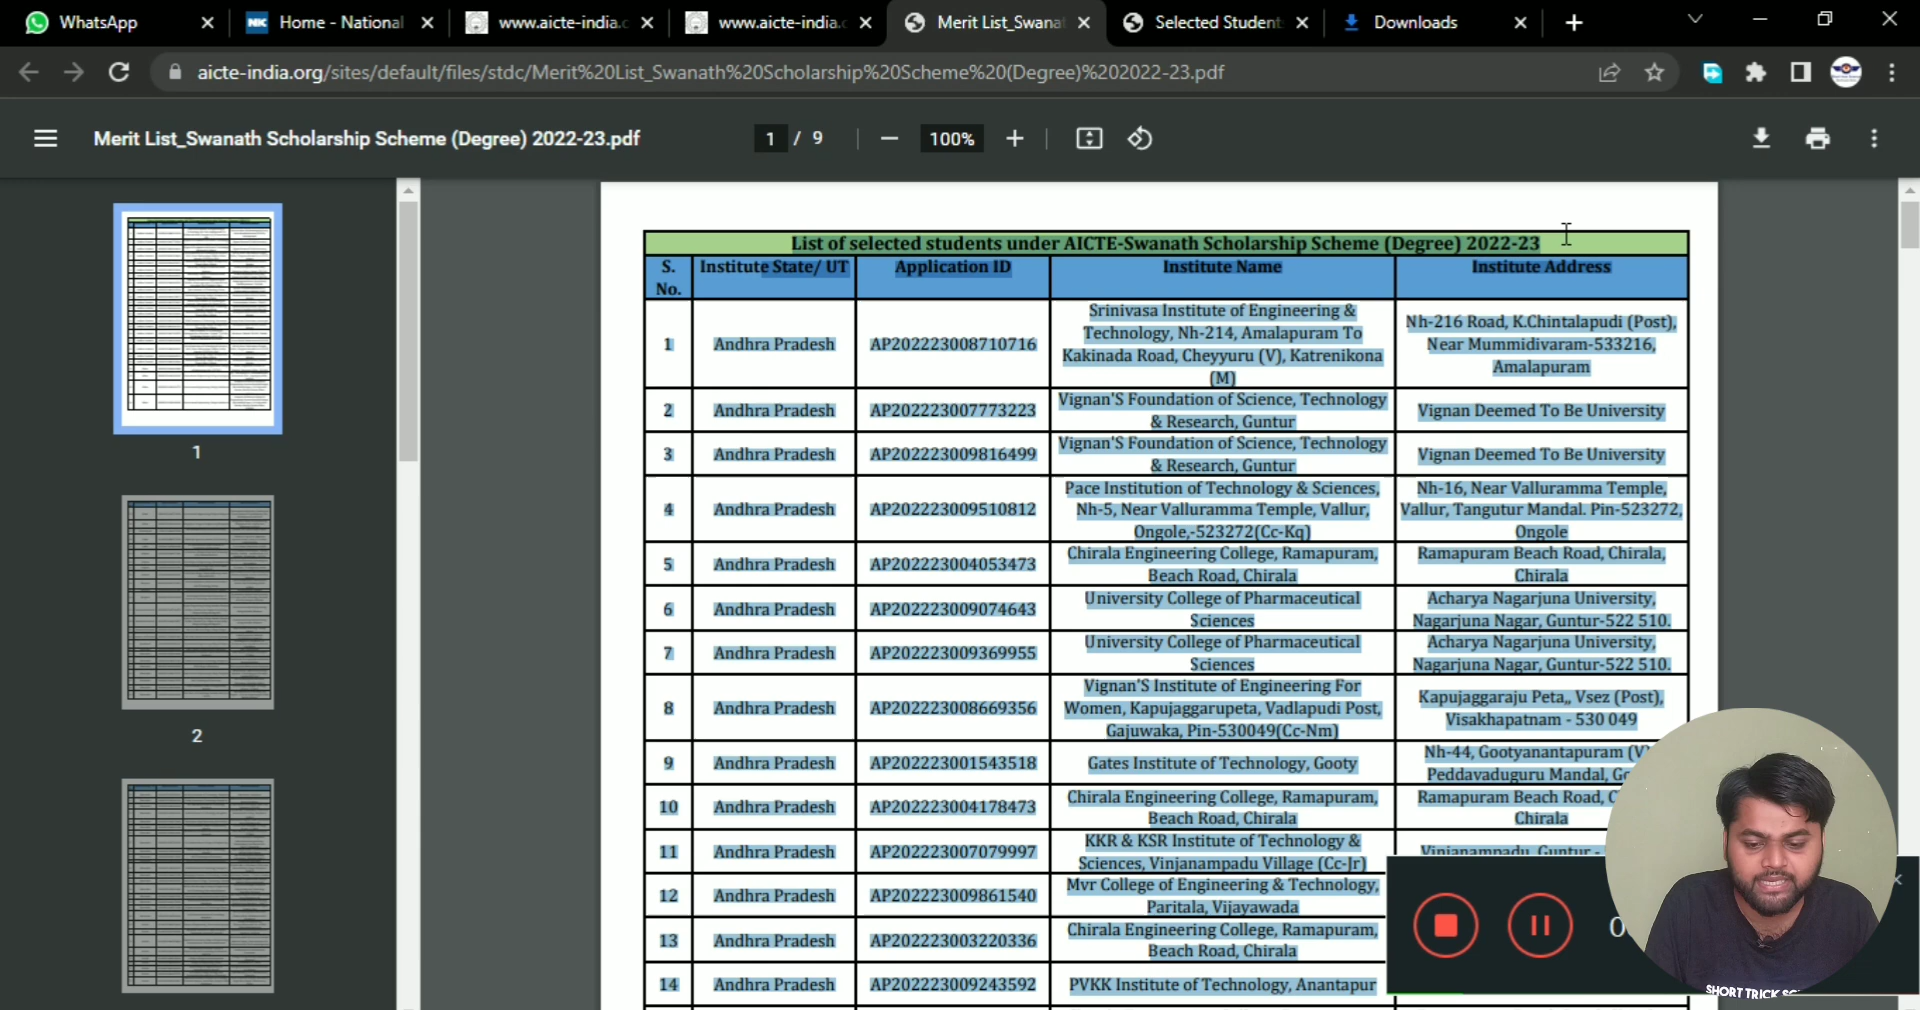 WhatsApp
Home - National
www.aicte-india.
www.aicte-india.
Merit List_Swanat
Selected Student
Downloads
aicte-india.org/sites/default/files/stdc/Merit%20List_Swanath%20Scholarship%20Scheme%20(Degree)%202022-23.pdf
Merit List_Swanath Scholarship Scheme (Degree) 2022-23.pdf
1 / 9
100%
1
2
List of selected students under AICTE-Swanath Scholarship Scheme (Degree) 2022-23
S. No. Institute State/ UT Application ID Institute Name Institute Address
1 Andhra Pradesh AP202223008710716
Srinivasa Institute of Engineering &
Technology, Nh-214, Amalapuram To
Kakinada Road, Cheyyuru (V), Katrenikona
(M)
Nh-216 Road, K.Chintalapudi (Post),
Near Mummidivaram-533216,
Amalapuram
2 Andhra Pradesh AP202223007773223
Vignan'S Foundation of Science, Technology
& Research, Guntur
Vignan Deemed To Be University
3 Andhra Pradesh AP202223009816499
Vignan'S Foundation of Science, Technology
& Research, Guntur
Vignan Deemed To Be University
4 Andhra Pradesh AP202223009510812
Pace Institution of Technology & Sciences,
Nh-5, Near Valluramma Temple, Vallur,
Ongole,-523272(Cc-Kq)
Nh-16, Near Valluramma Temple,
Vallur, Tangutur Mandal. Pin-523272,
Ongole
5 Andhra Pradesh AP202223004053473
Chirala Engineering College, Ramapuram,
Beach Road, Chirala
Ramapuram Beach Road, Chirala,
Chirala
6 Andhra Pradesh AP202223009074643
University College of Pharmaceutical
Sciences
Acharya Nagarjuna University,
Nagarjuna Nagar, Guntur-522 510.
7 Andhra Pradesh AP202223009369955
University College of Pharmaceutical
Sciences
Acharya Nagarjuna University,
Nagarjuna Nagar, Guntur-522 510.
8 Andhra Pradesh AP202223008669356
Vignan'S Institute of Engineering For
Women, Kapujaggarupeta, Vadlapudi Post,
Gajuwaka, Pin-530049(Cc-Nm)
Kapujaggaraju Peta,, Vsez (Post),
Visakhapatnam - 530 049
9 Andhra Pradesh AP202223001543518
Gates Institute of Technology, Gooty
Nh-44, Gootyanantapuram (V)
Peddavaduguru Mandal,
10 Andhra Pradesh AP202223004178473
Chirala Engineering College, Ramapuram,
Beach Road, Chirala
Ramapuram Beach Road,
Chirala
11 Andhra Pradesh AP202223007079997
KKR & KSR Institute of Technology &
Sciences, Vinjanampadu Village (Cc-Jr)
Vinjanampadu, Guntur -
12 Andhra Pradesh AP202223009861540
Mvr College of Engineering & Technology,
Paritala, Vijayawada
13 Andhra Pradesh AP202223003220336
Chirala Engineering College, Ramapuram,
Beach Road, Chirala
14 Andhra Pradesh AP202223009243592
PVKK Institute of Technology, Anantapur
SHORT TRICK